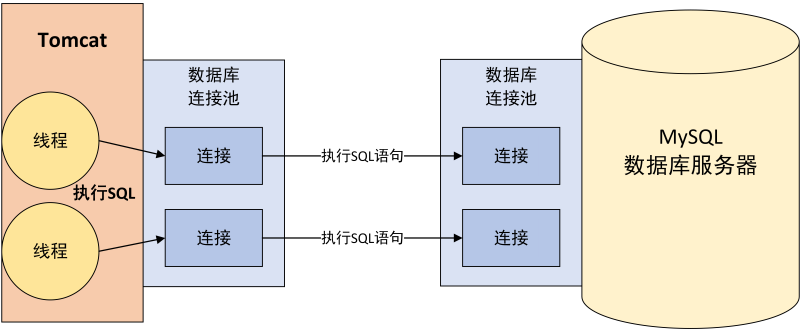 Tomcat
数据库
连接池
数据库
连接池
MySQL
数据库服务器
线程
连接
执行SQL语句
连接
执行SQL
线程
连接
执行SQL语句
连接